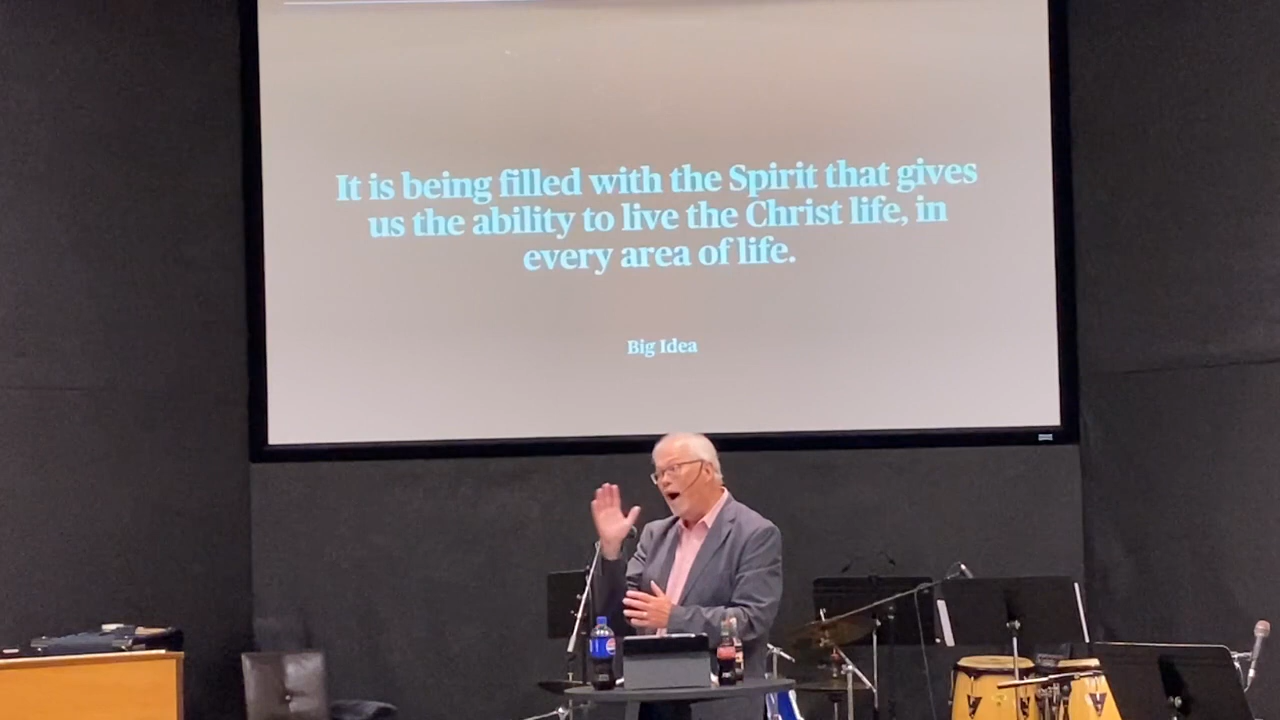 It is being filled with the Spirit that gives
us the ability to live the Christ life, in
every area of life.
Big Idea